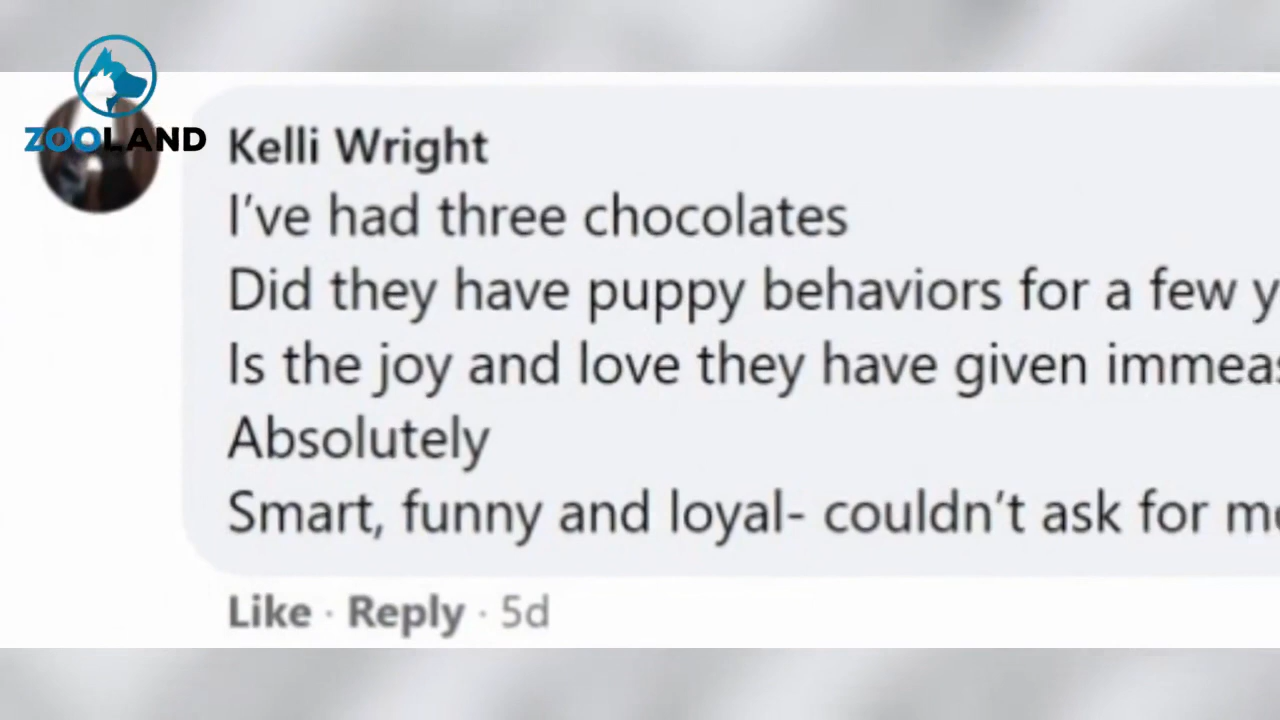 ZOOLAND
Kelli Wright
I've had three chocolates
Did they have puppy behaviors for a few
Is the joy and love they have given
Absolutely
Smart, funny and loyal- couldn't ask for
Like · Reply · 5d